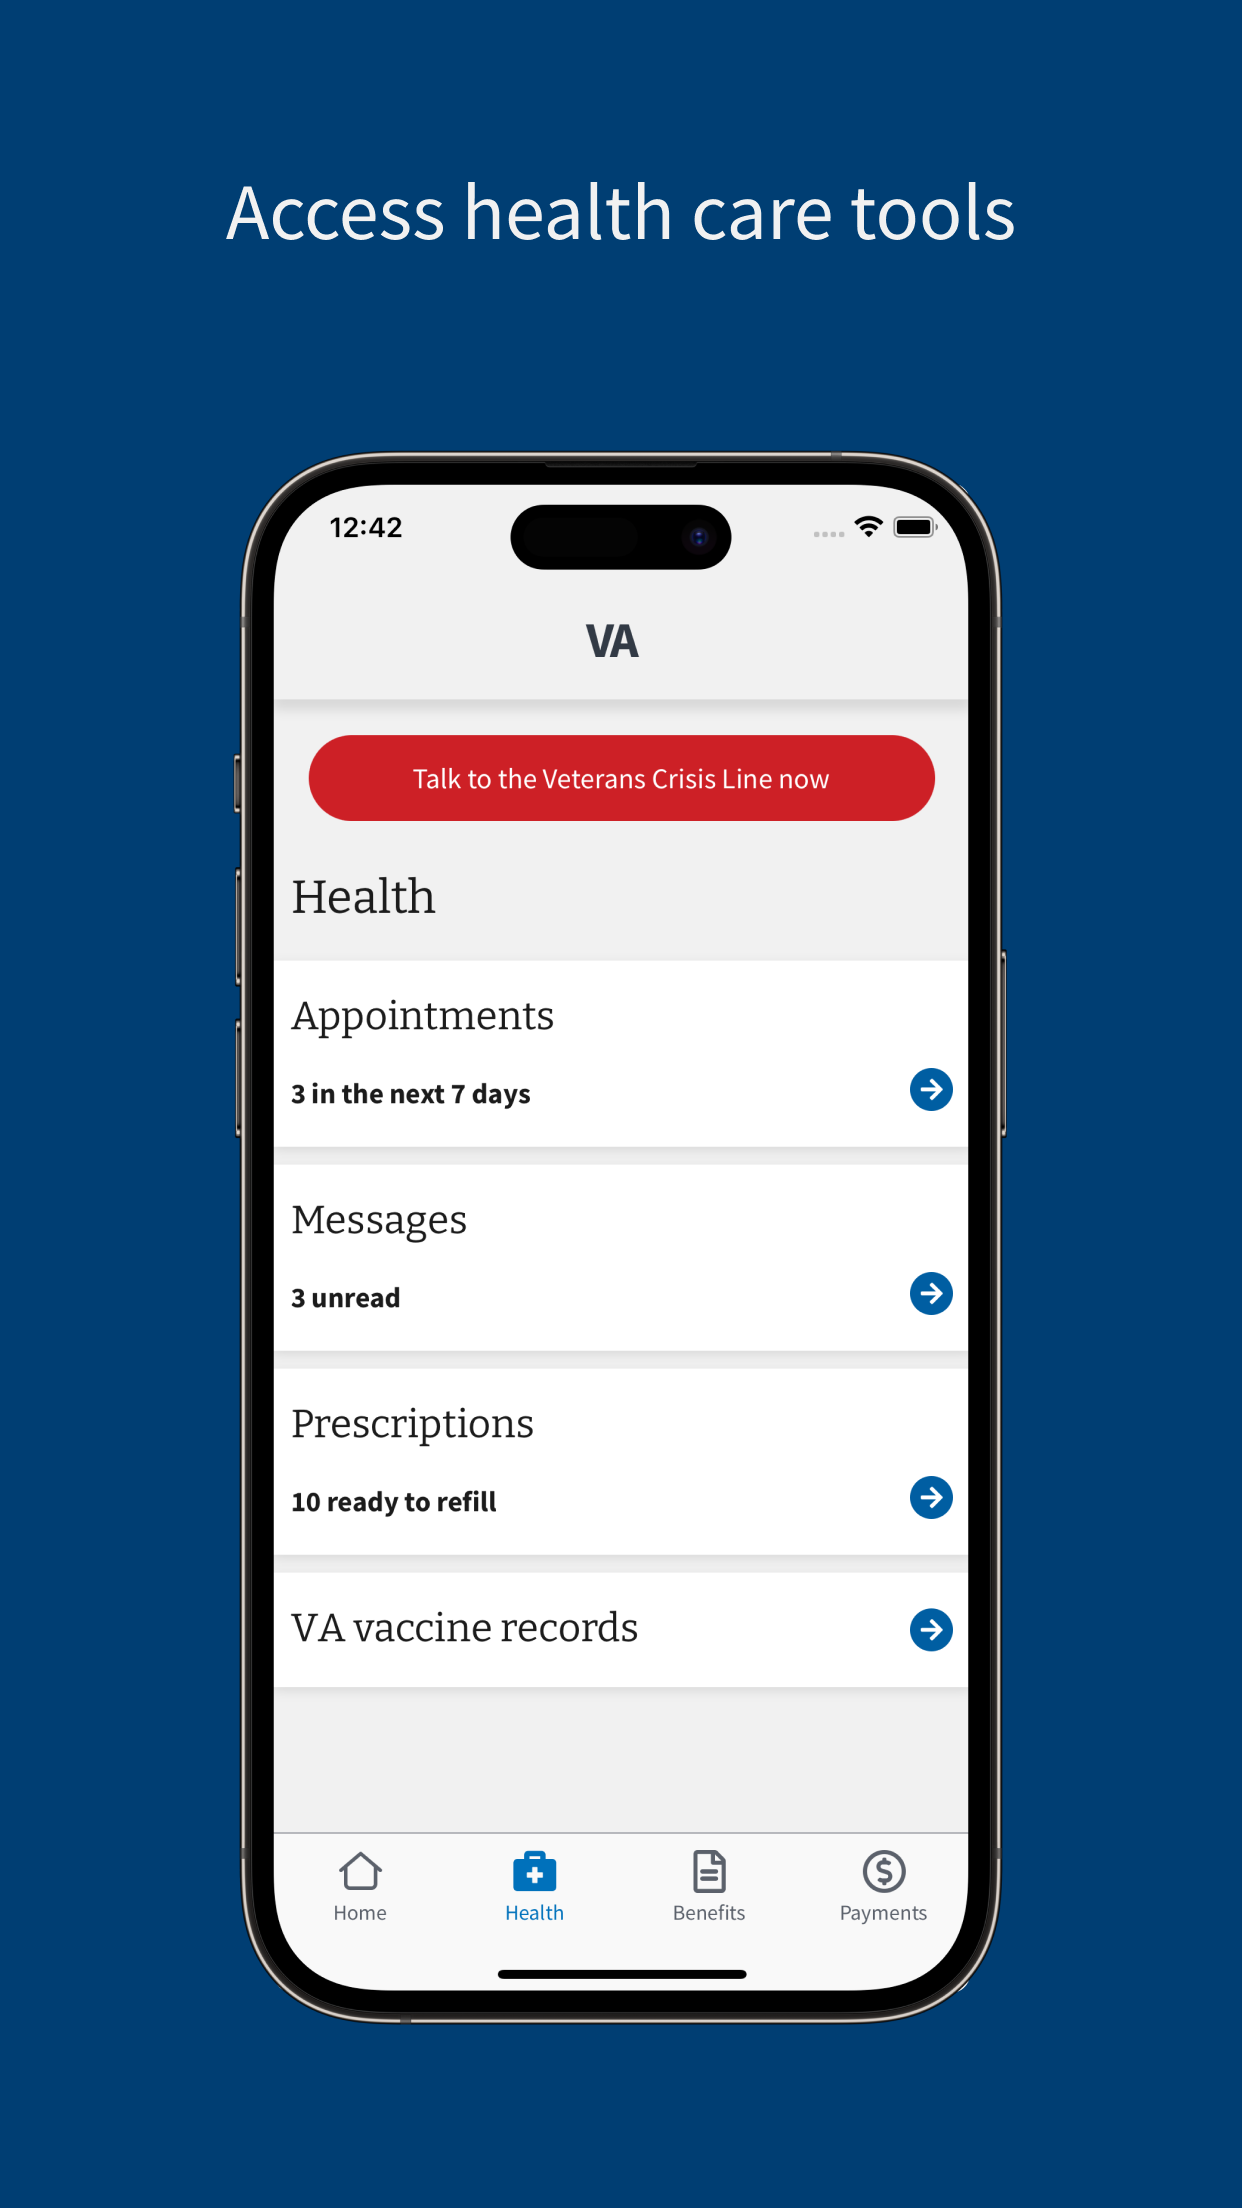 Access health care tools
12:42
VA
Talk to the Veterans Crisis Line now
Health
Appointments
3 in the next 7 days
Messages
3 unread
Prescriptions
10 ready to refill
VA vaccine records
Home
Health
Benefits
Payments